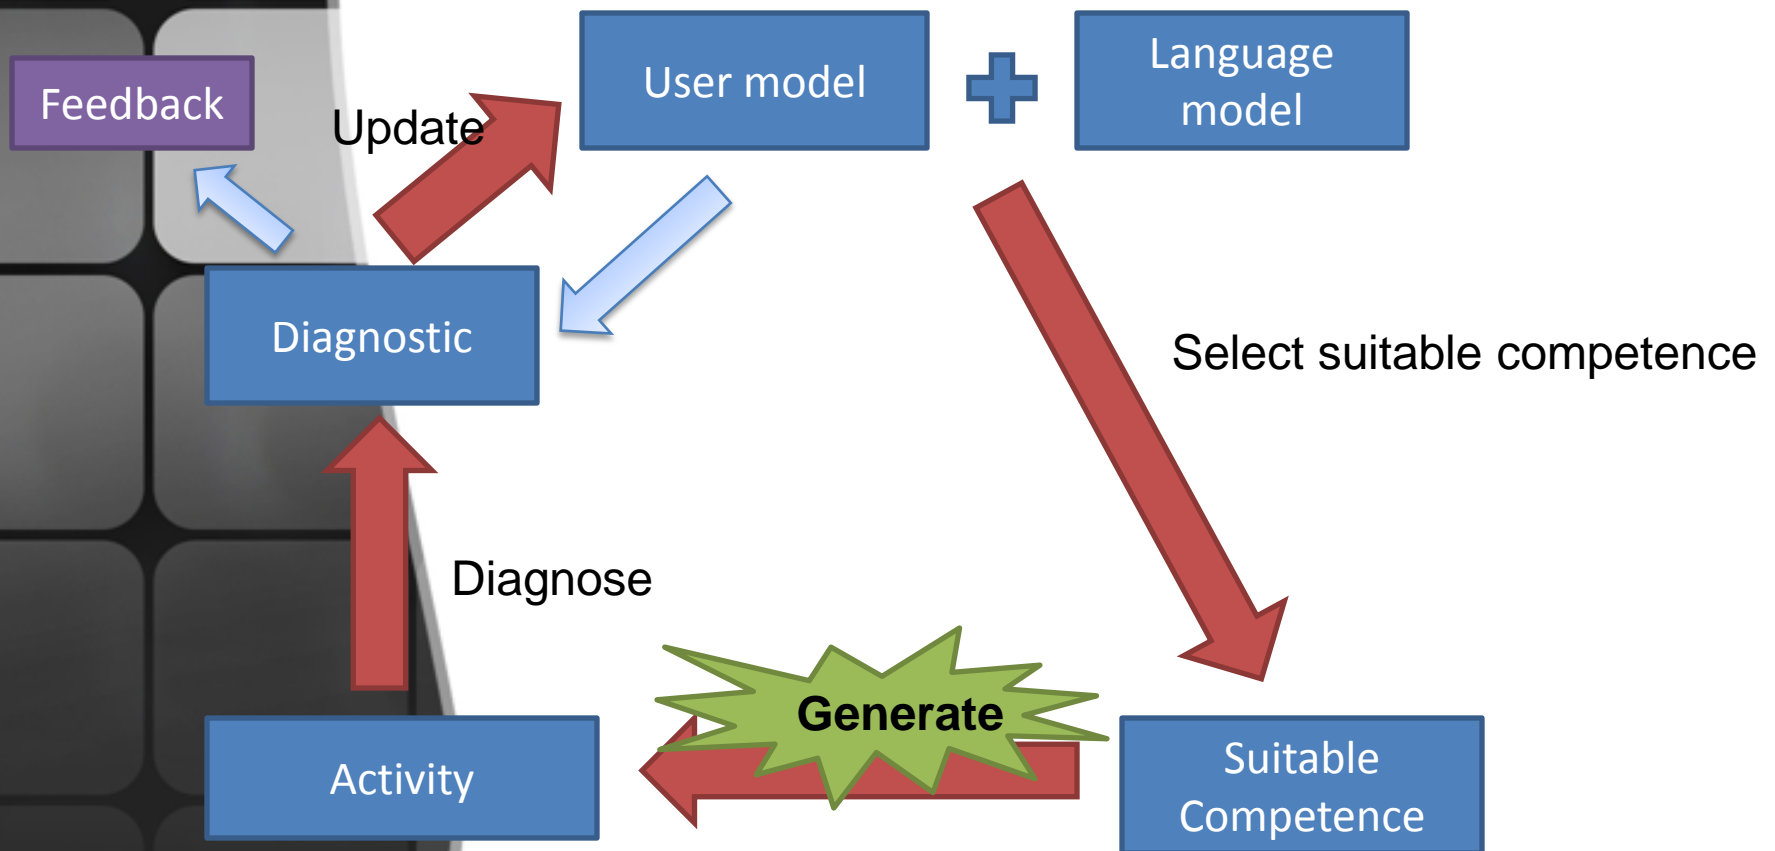 User model
Language
model
Feedback
Update
Diagnostic
Select suitable competence
Diagnose
Generate
Activity
Suitable
Competence